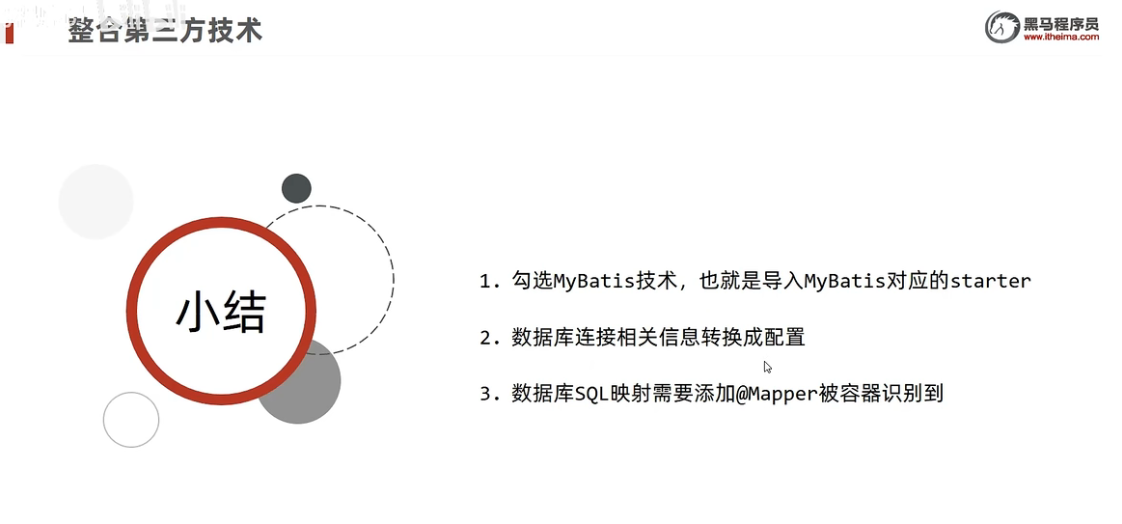 整合第三方技术
黑马程序员
www.itheima.com
小结
1. 勾选MyBatis技术，也就是导入MyBatis对应的starter
2. 数据库连接相关信息转换成配置
3. 数据库SQL映射需要添加@Mapper被容器识别到